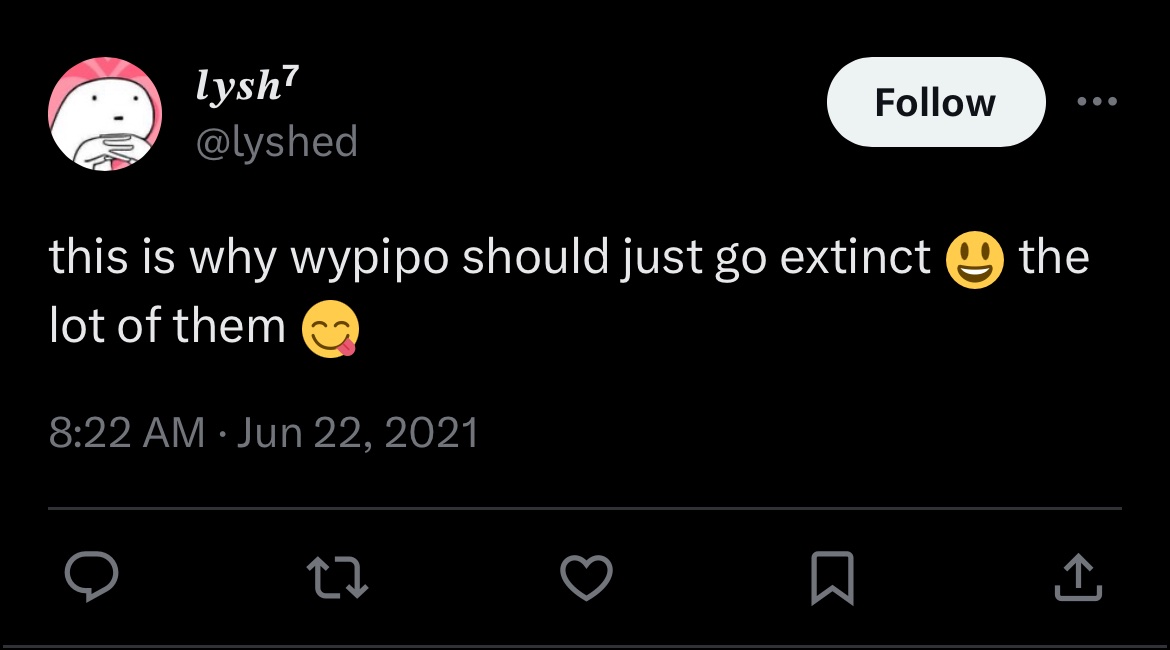 lysh⁷
@lyshed
Follow
this is why wypipo should just go extinct 😃 the
lot of them 😋
8:22 AM · Jun 22, 2021